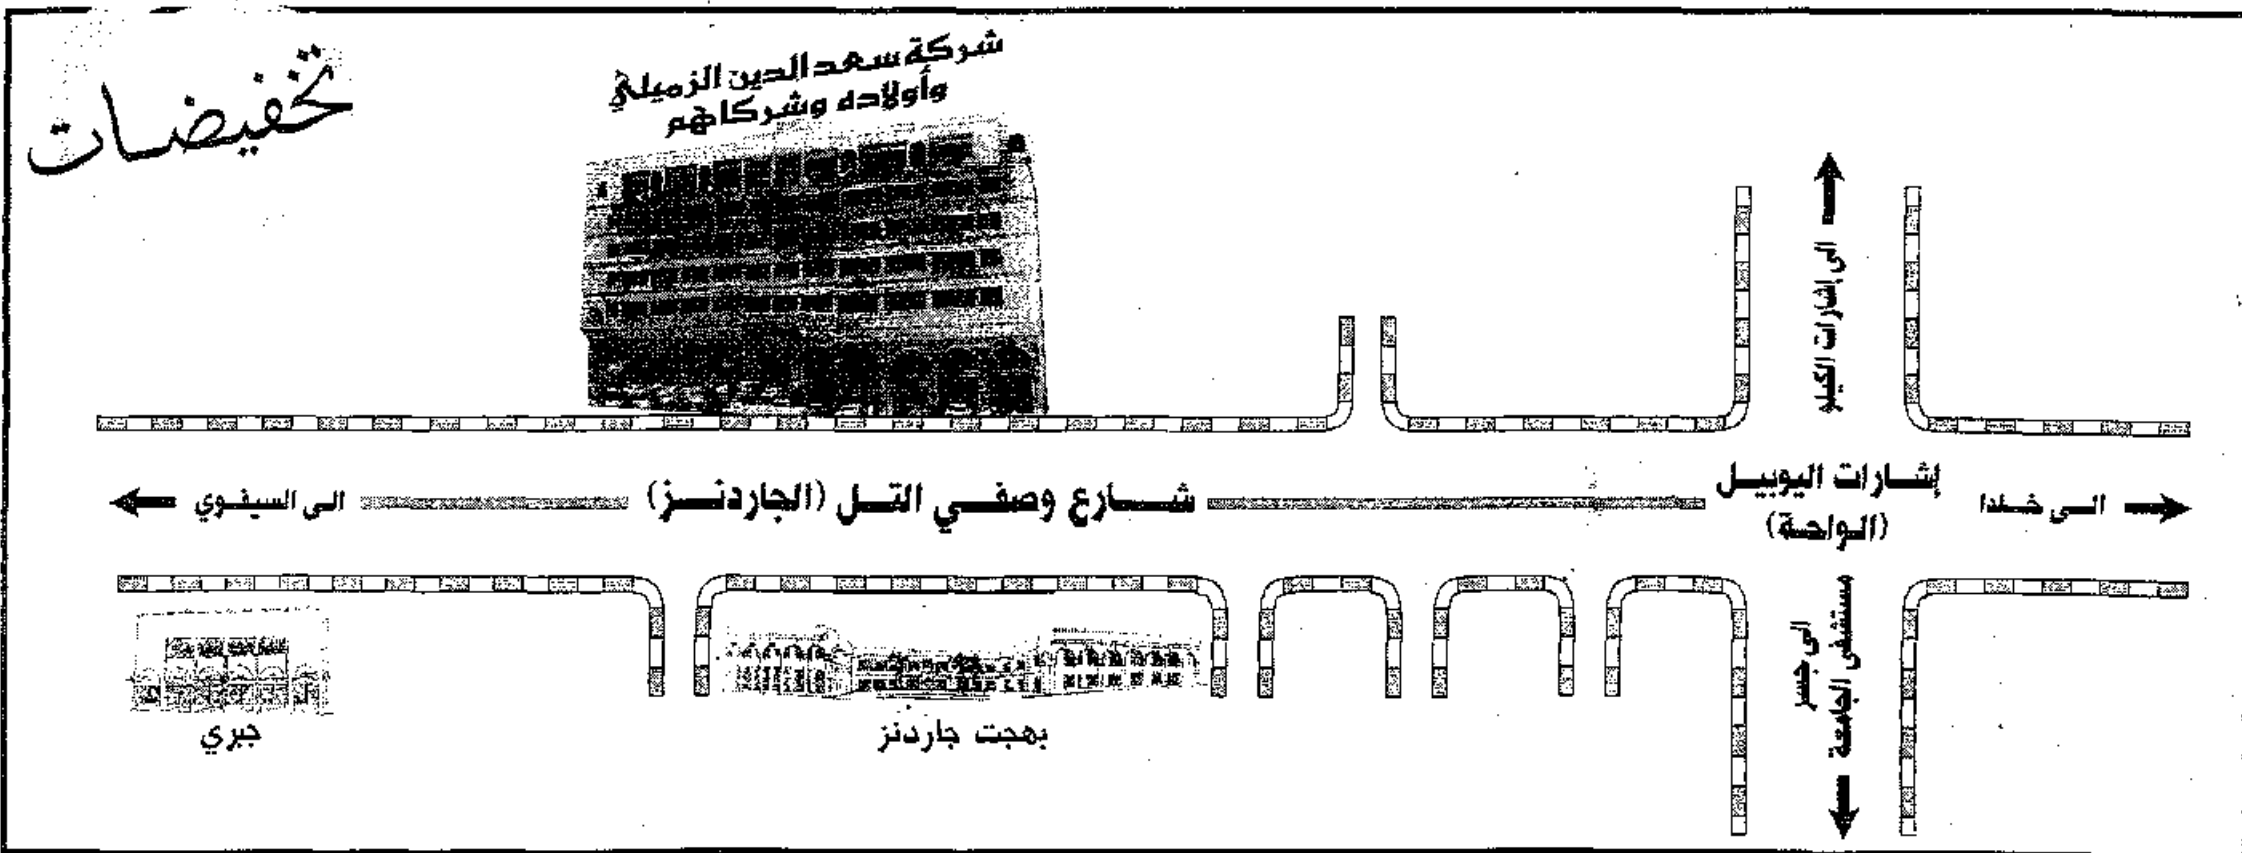 تخفيضات
شركة سعد الدين الزميلي
وأولاده وشركاهم
الى إشارات الكيلو
إشارات اليوبيل
(الواحة)
الى خلدا
شارع وصفي التل (الجاردنز)
الى السيفوي
الى جسر
مستشفى الجامعة
بهجت جاردنز
جبري